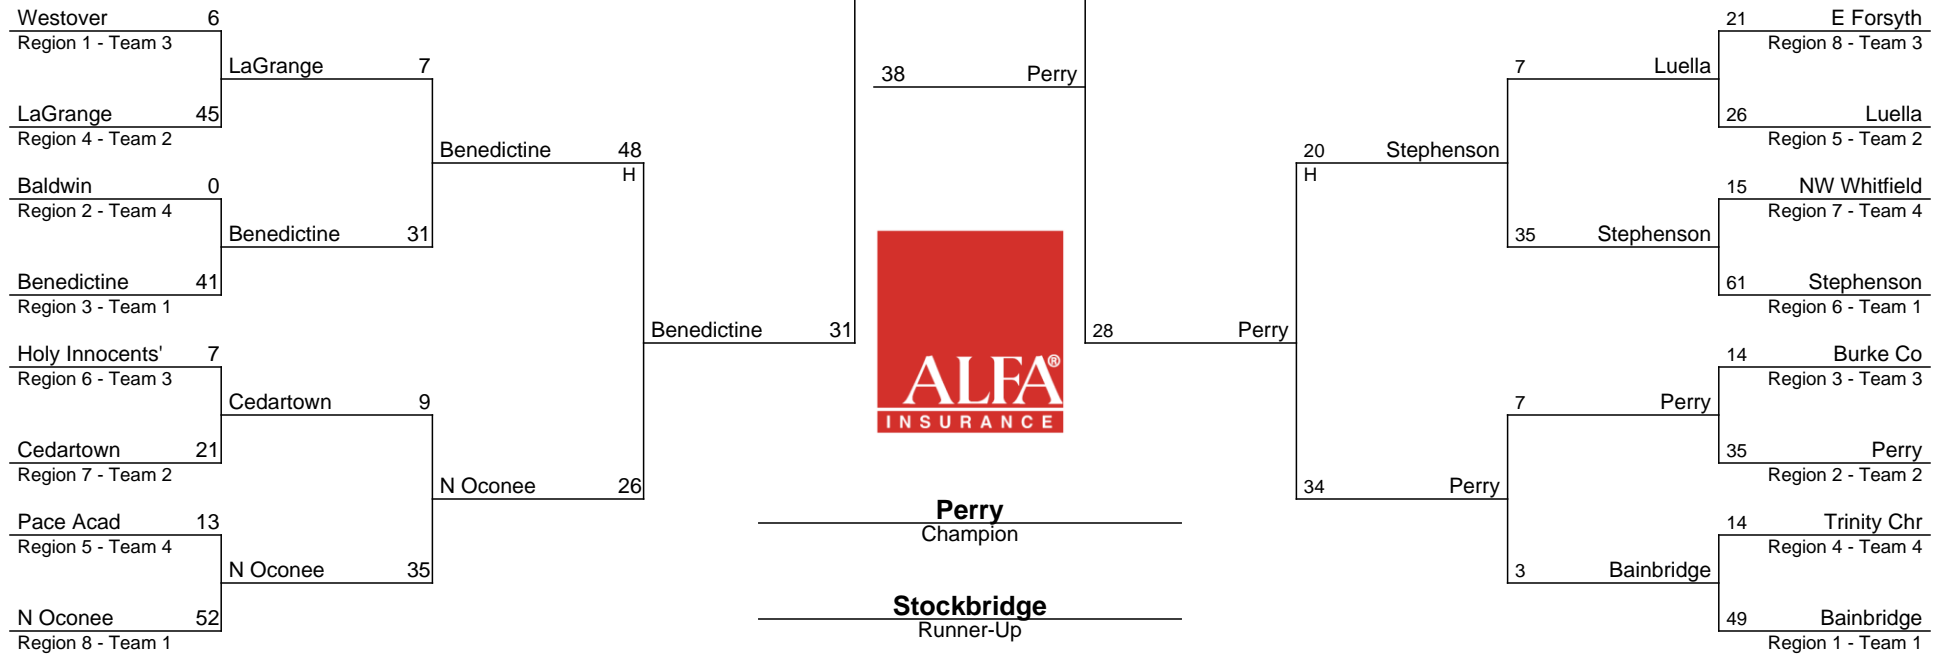 Westover 6
Region 1 - Team 3
LaGrange 7
LaGrange 45
Region 4 - Team 2
Benedictine 48
H
Baldwin 0
Region 2 - Team 4
Benedictine 31
Benedictine 41
Region 3 - Team 1
Benedictine 31
Holy Innocents' 7
Region 6 - Team 3
Cedartown 9
Cedartown 21
Region 7 - Team 2
N Oconee 26
Pace Acad 13
Region 5 - Team 4
N Oconee 35
N Oconee 52
Region 8 - Team 1
38 Perry
ALFA®
INSURANCE
Perry
Champion
Stockbridge
Runner-Up
28 Perry
20 Stephenson
H
34 Perry
7 Luella
35 Stephenson
7 Perry
3 Bainbridge
21 E Forsyth
Region 8 - Team 3
26 Luella
Region 5 - Team 2
15 NW Whitfield
Region 7 - Team 4
61 Stephenson
Region 6 - Team 1
14 Burke Co
Region 3 - Team 3
35 Perry
Region 2 - Team 2
14 Trinity Chr
Region 4 - Team 4
49 Bainbridge
Region 1 - Team 1